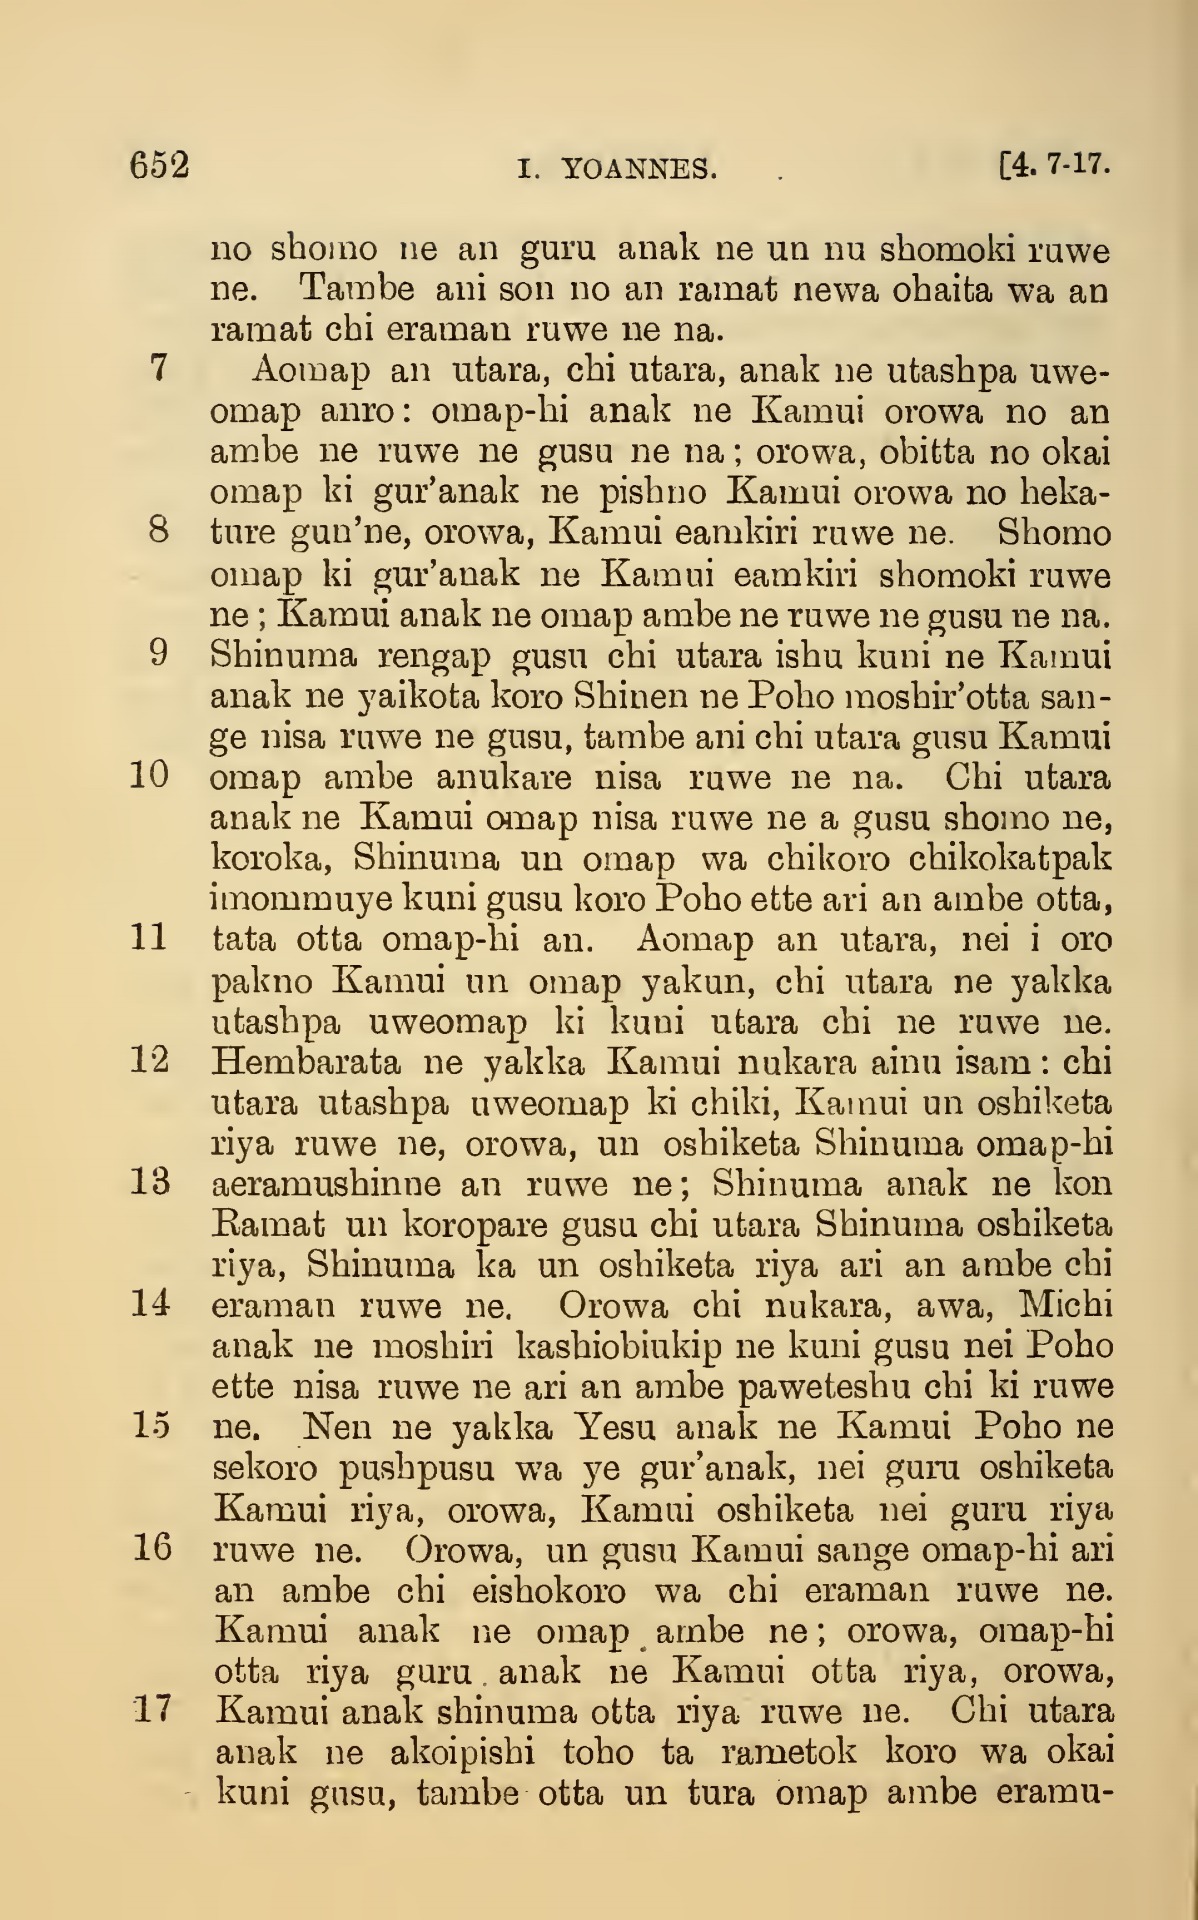 652 I. YOANNES. [4. 7-17.
no shomo ne an guru anak ne un nu shomoki ruwe
ne. Tambe ani son no an ramat newa ohaita wa an
ramat chi eraman ruwe ne na.
7 Aomap an utara, chi utara, anak ne utashpa uwe-
omap anro: omap-hi anak ne Kamui orowa no an
ambe ne ruwe ne gusu ne na; orowa, obitta no okai
omap ki gur'anak ne pishno Kamui orowa no heka-
8 ture gun'ne, orowa, Kamui eamkiri ruwe ne. Shomo
omap ki gur'anak ne Kamui eamkiri shomoki ruwe
ne; Kamui anak ne omap ambe ne ruwe ne gusu ne na.
9 Shinuma rengap gusu chi utara ishu kuni ne Kamui
anak ne yaikota koro Shinen ne Poho moshir'otta san-
ge nisa ruwe ne gusu, tambe ani chi utara gusu Kamui
10 omap ambe anukare nisa ruwe ne na. Chi utara
anak ne Kamui omap nisa ruwe ne a gusu shomo ne,
koroka, Shinuma un omap wa chikoro chikokatpak
imommuye kuni gusu koro Poho ette ari an ambe otta,
11 tata otta omap-hi an. Aomap an utara, nei i oro
pakno Kamui un omap yakun, chi utara ne yakka
utashpa uweomap ki kuni utara chi ne ruwe ne.
12 Hembarata ne yakka Kamui nukara ainu isam: chi
utara utashpa uweomap ki chiki, Kamui un oshiketa
riya ruwe ne, orowa, un oshiketa Shinuma omap-hi
13 aeramushinne an ruwe ne; Shinuma anak ne kon
Ramat un koropare gusu chi utara Shinuma oshiketa
riya, Shinuma ka un oshiketa riya ari an ambe chi
14 eraman ruwe ne. Orowa chi nukara, awa, Michi
anak ne moshiri kashiobiukip ne kuni gusu nei Poho
ette nisa ruwe ne ari an ambe paweteshu chi ki ruwe
15 ne. Nen ne yakka Yesu anak ne Kamui Poho ne
sekoro pushpusu wa ye gur'anak, nei guru oshiketa
Kamui riya, orowa, Kamui oshiketa nei guru riya
16 ruwe ne. Orowa, un gusu Kamui sange omap-hi ari
an ambe chi eishokoro wa chi eraman ruwe ne.
Kamui anak ne omap ambe ne; orowa, omap-hi
otta riya guru anak ne Kamui otta riya, orowa,
17 Kamui anak shinuma otta riya ruwe ne. Chi utara
anak ne akoipishi toho ta rametok koro wa okai
kuni gusu, tambe otta un tura omap ambe eramu-